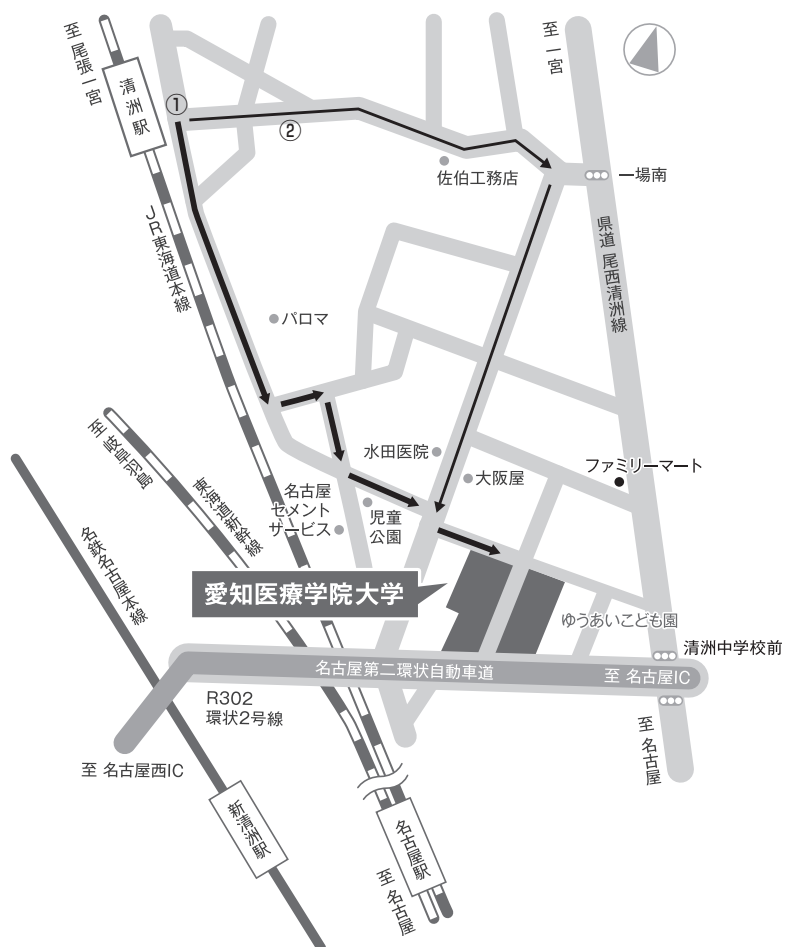 至 尾張一宮
清洲駅
①
②
至 一宮
佐伯工務店
一場南
県道 尾西清洲線
JR東海道本線
パロマ
至 岐阜羽島
東海道新幹線
水田医院
大阪屋
ファミリーマート
名古屋
セメント
サービス
児童
公園
名鉄名古屋本線
愛知医療学院大学
ゆうあいこども園
清洲中学校前
名古屋第二環状自動車道
至 名古屋IC
R302
環状2号線
至 名古屋西IC
至 名古屋
新清洲駅
名古屋駅
至 名古屋